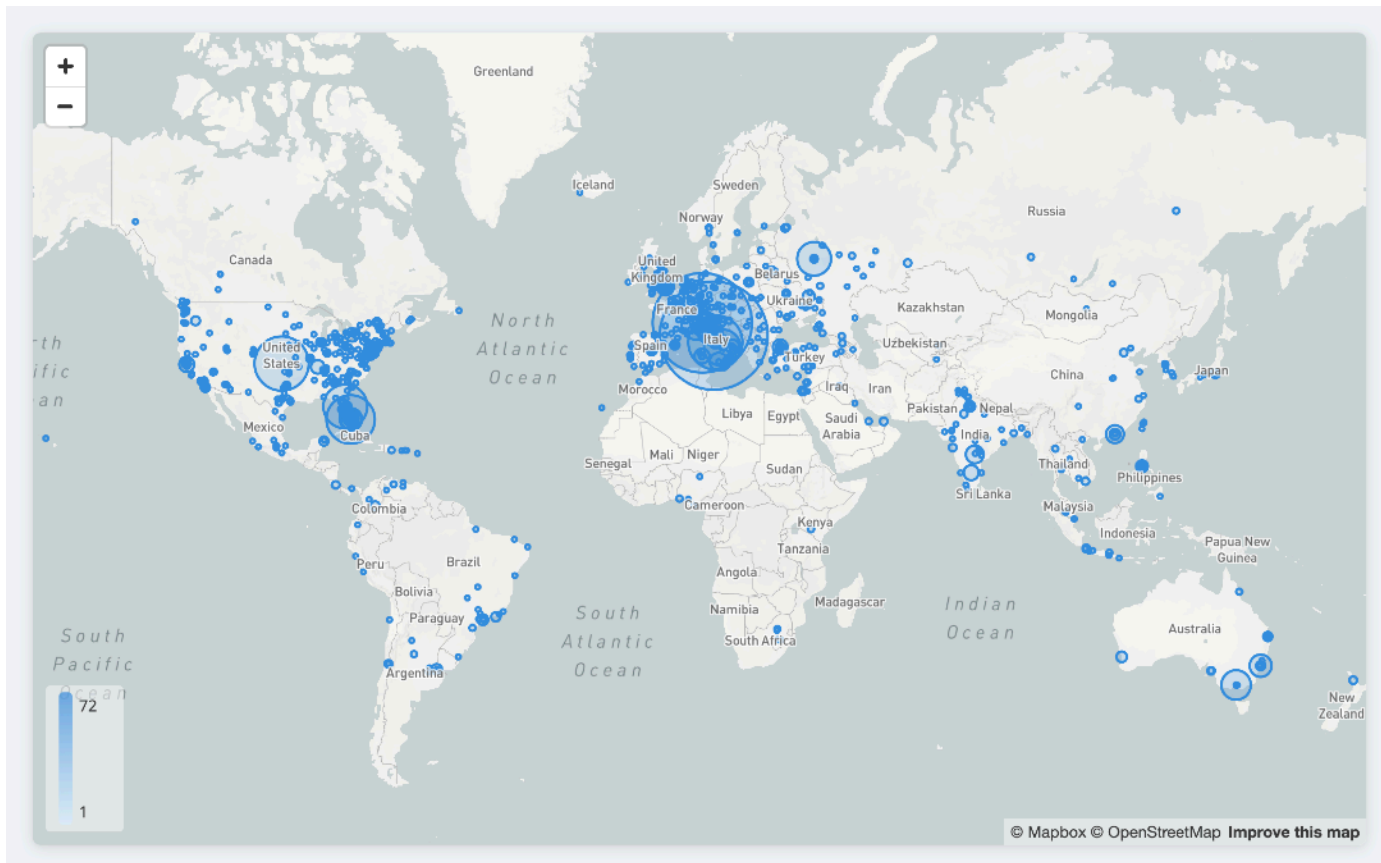 +
−
Greenland
Iceland
Sweden
Norway
Russia
Canada
United
Kingdom
Belarus
North
Atlantic
Ocean
France
Ukraine
Kazakhstan
Mongolia
rth
ific
an
United
States
Spain
Italy
Turkey
Uzbekistan
China
Japan
Morocco
Iraq
Iran
Pakistan
Nepal
Mexico
Cuba
Libya
Egypt
Saudi
Arabia
India
Mali
Niger
Senegal
Sudan
Thailand
Philippines
Sri Lanka
Colombia
Cameroon
Malaysia
Kenya
Indonesia
Papua New
Guinea
Tanzania
Peru
Brazil
Angola
Bolivia
Madagascar
Indian
Ocean
Paraguay
South
Atlantic
Ocean
Namibia
South Africa
Australia
South
Pacific
Ocean
Argentina
New
Zealand
72
1
© Mapbox © OpenStreetMap Improve this map